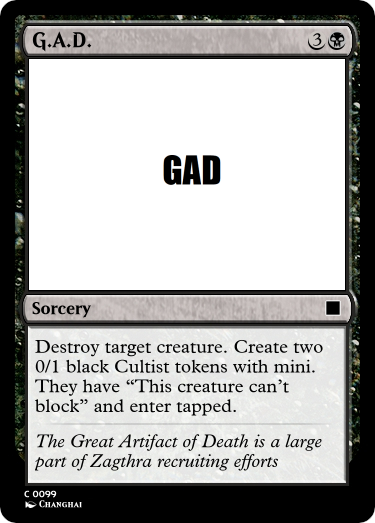 G.A.D. 3
GAD
Sorcery
Destroy target creature. Create two
0/1 black Cultist tokens with mini.
They have “This creature can’t
block” and enter tapped.
The Great Artifact of Death is a large
part of Zagthra recruiting efforts
C 0099
Changhai